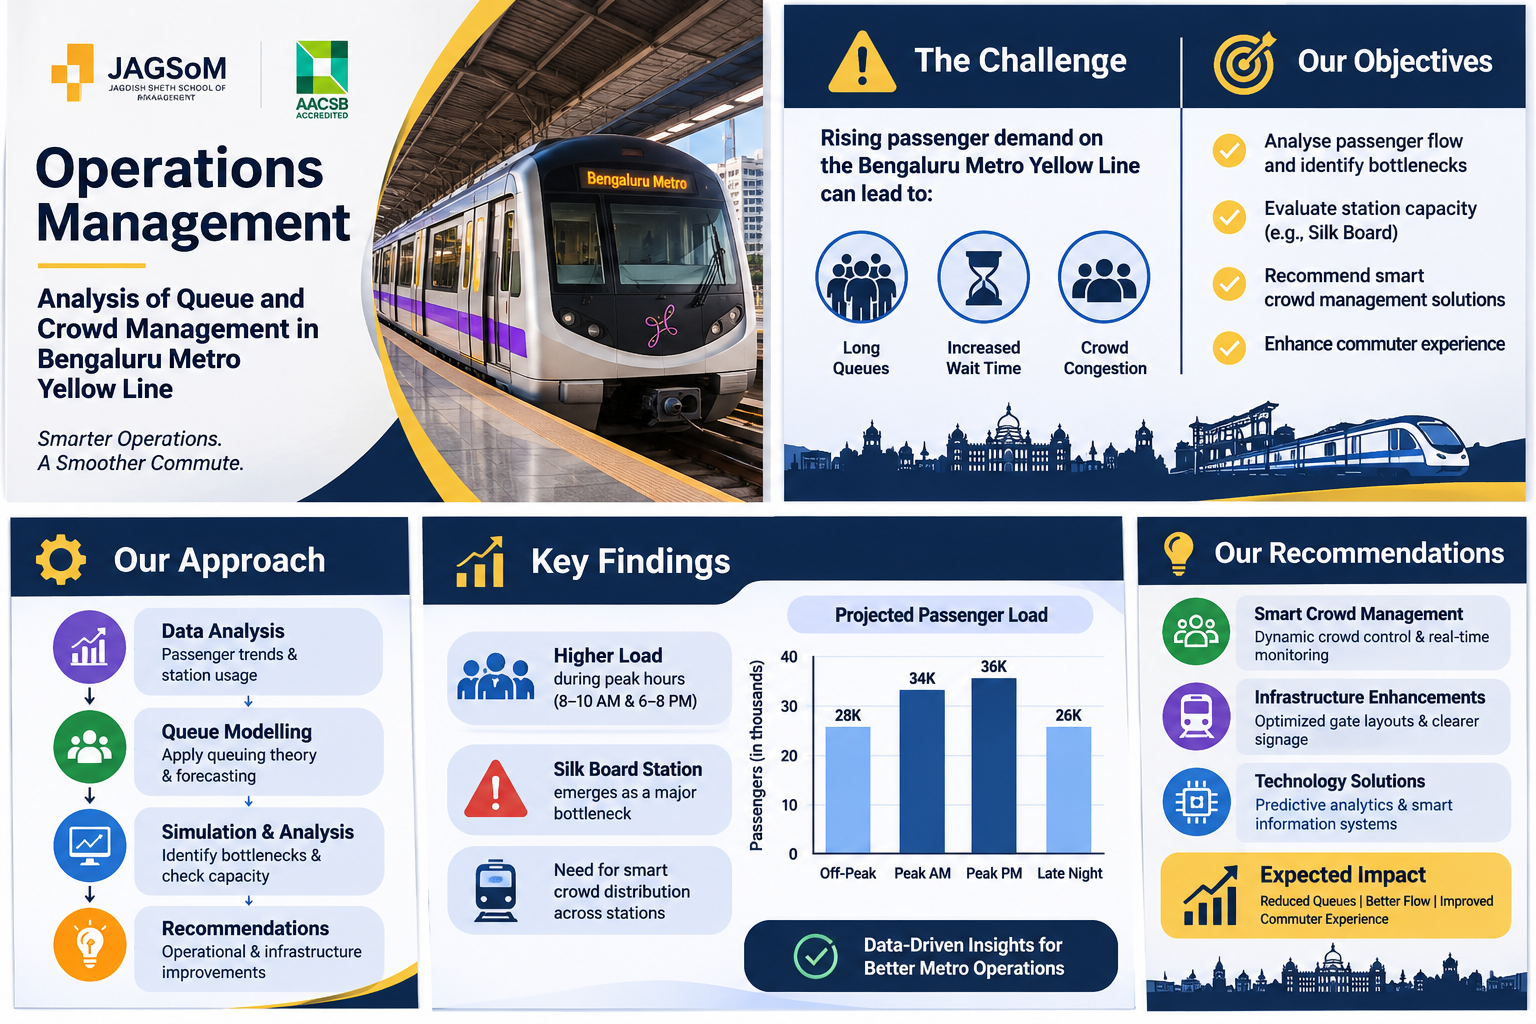 JAGSoM
JAGDISH SHETH SCHOOL OF
MANAGEMENT
AACSB
ACCREDITED
Operations
Management
Analysis of Queue and
Crowd Management in
Bengaluru Metro
Yellow Line
Smarter Operations.
A Smoother Commute.
Bengaluru Metro
The Challenge
Rising passenger demand on
the Bengaluru Metro Yellow Line
can lead to:
Long
Queues
Increased
Wait Time
Crowd
Congestion
Our Objectives
Analyse passenger flow
and identify bottlenecks
Evaluate station capacity
(e.g., Silk Board)
Recommend smart
crowd management solutions
Enhance commuter experience
Our Approach
Data Analysis
Passenger trends &
station usage
Queue Modelling
Apply queuing theory
& forecasting
Simulation & Analysis
Identify bottlenecks &
check capacity
Recommendations
Operational & infrastructure
improvements
Key Findings
Higher Load
during peak hours
(8–10 AM & 6–8 PM)
Silk Board Station
emerges as a major
bottleneck
Need for smart
crowd distribution
across stations
Projected Passenger Load
Passengers (in thousands)
40
30
20
10
0
28K
34K
36K
26K
Off-Peak
Peak AM
Peak PM
Late Night
Data-Driven Insights for
Better Metro Operations
Our Recommendations
Smart Crowd Management
Dynamic crowd control & real-time
monitoring
Infrastructure Enhancements
Optimized gate layouts & clearer
signage
Technology Solutions
Predictive analytics & smart
information systems
Expected Impact
Reduced Queues | Better Flow | Improved
Commuter Experience